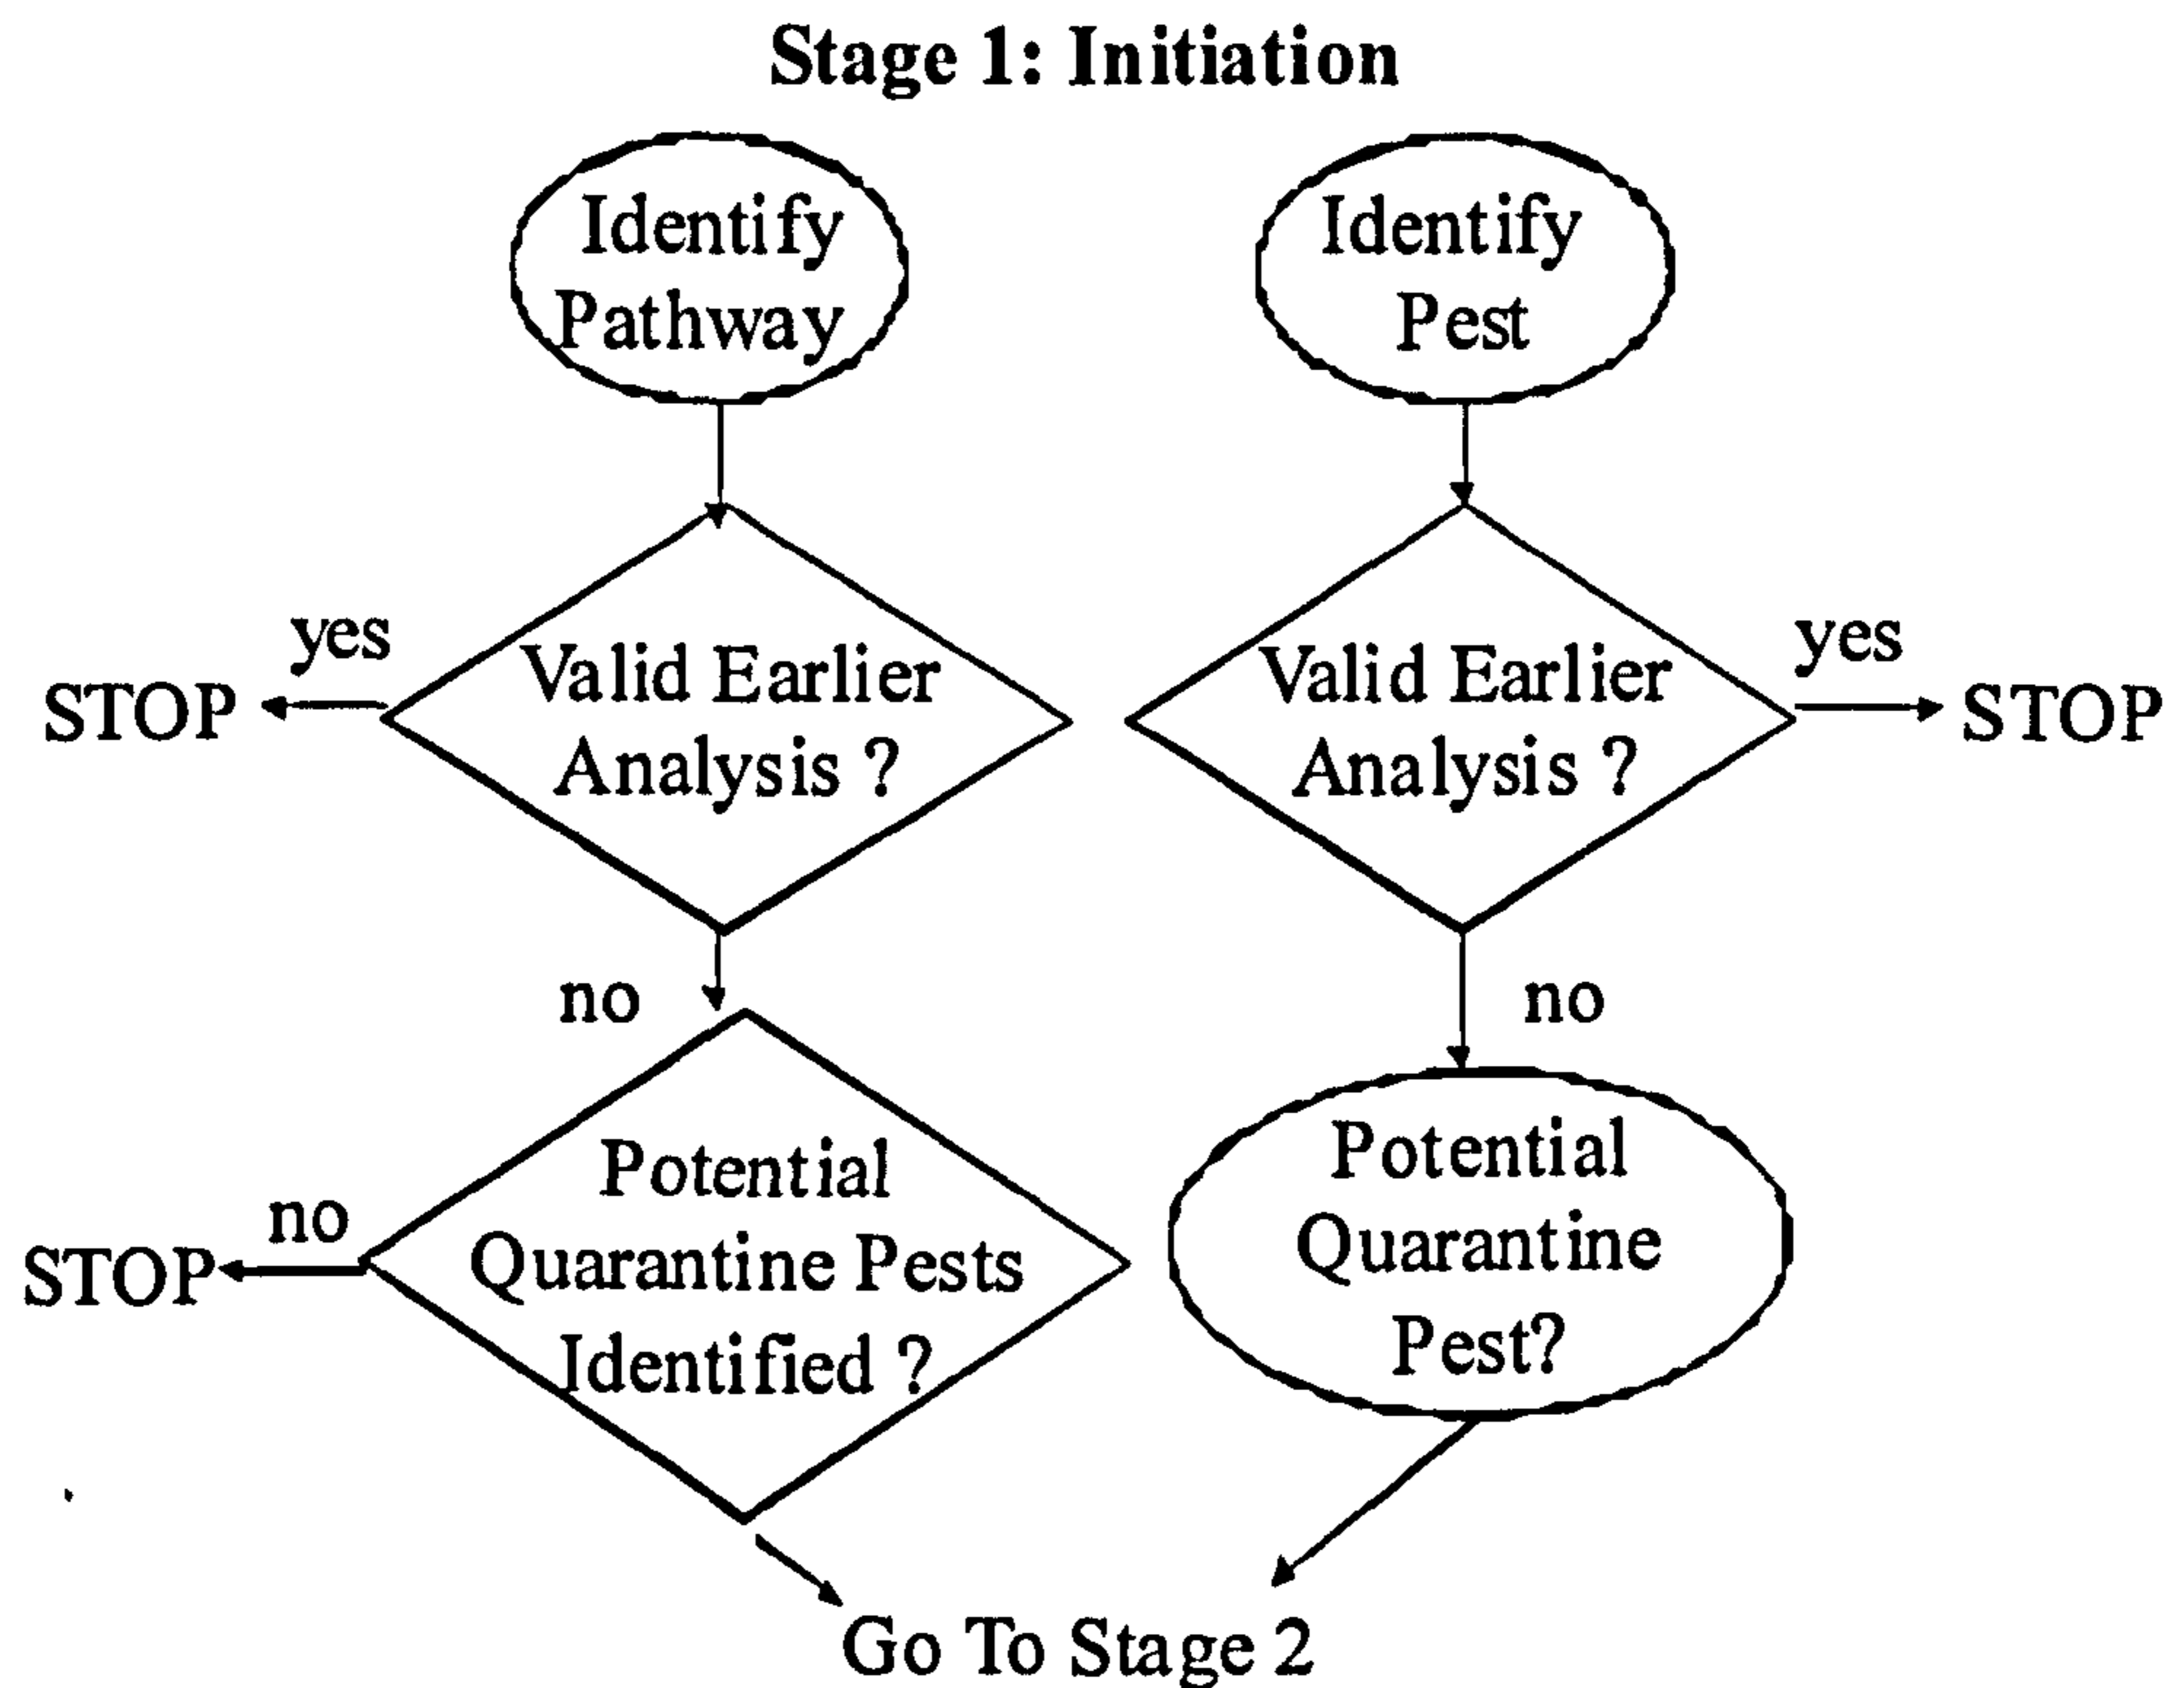 Stage 1: Initiation
Identify
Pathway
Identify
Pest
yes
STOP
Valid Earlier
Analysis ?
Valid Earlier
Analysis ?
yes
STOP
no
no
no
STOP
Potential
Quarantine Pests
Identified ?
Potential
Quarantine
Pest?
Go To Stage 2